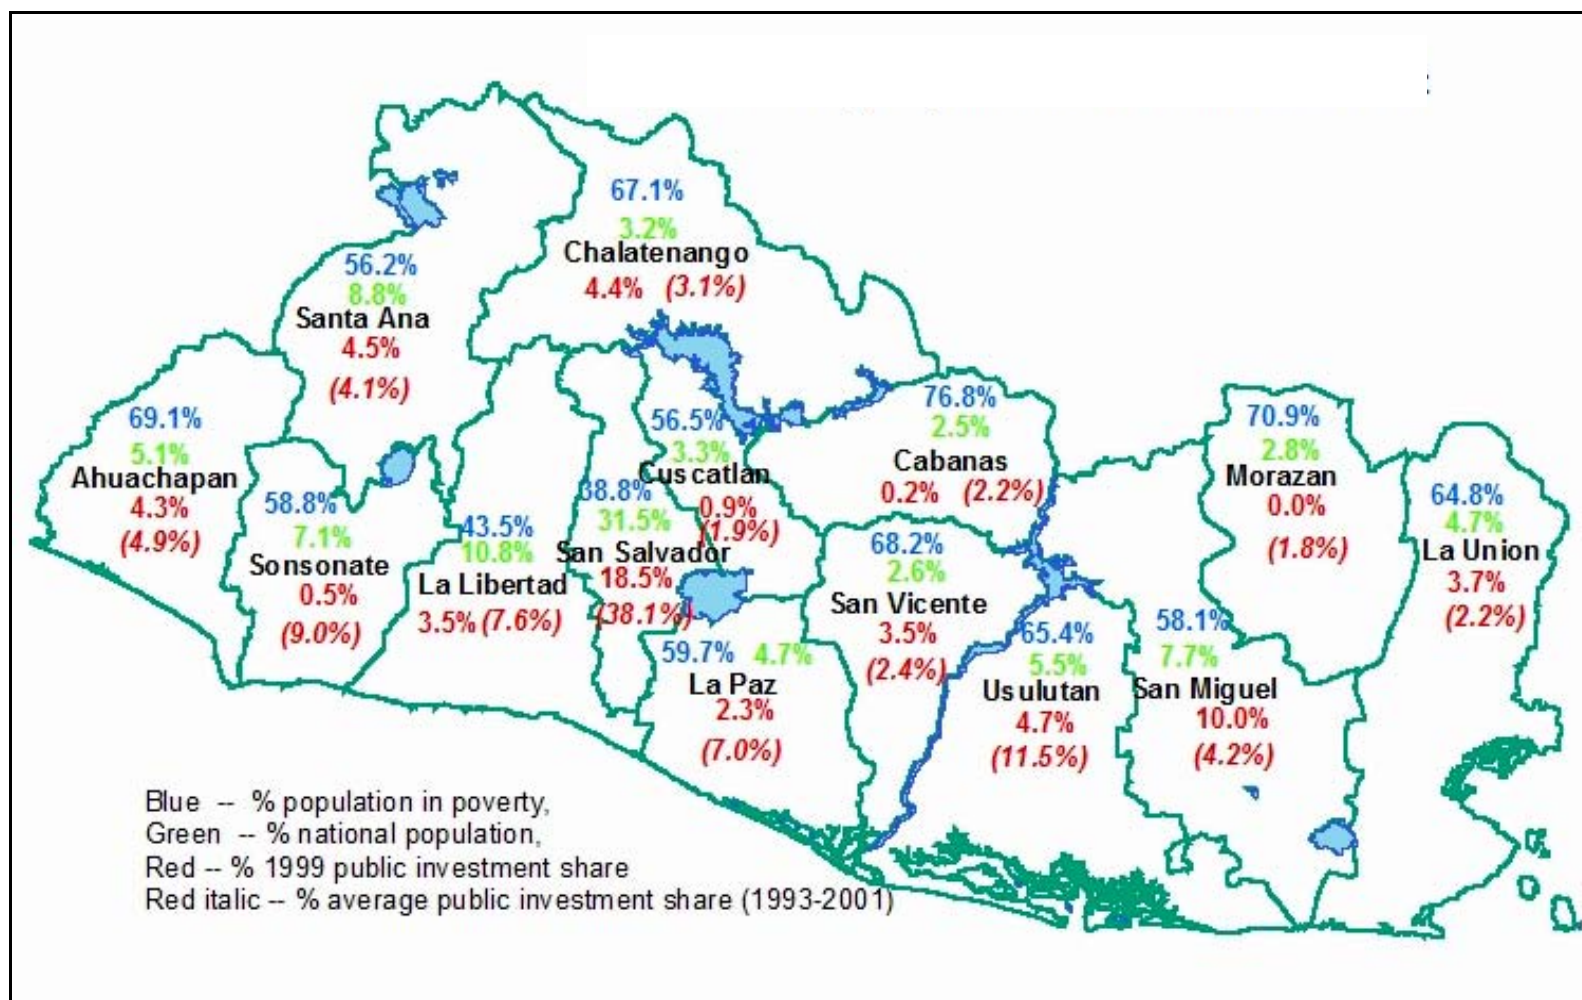 67.1%
3.2%
Chalatenango
4.4% (3.1%)
56.2%
8.8%
Santa Ana
4.5%
(4.1%)
69.1%
5.1%
Ahuachapan
4.3%
(4.9%)
58.8%
7.1%
Sonsonate
0.5%
(9.0%)
43.5%
10.8%
La Libertad
3.5% (7.6%)
38.8%
31.5%
San Salvador
18.5%
(38.1%)
56.5%
3.3%
Cuscatlan
0.9%
(1.9%)
76.8%
2.5%
Cabanas
0.2% (2.2%)
59.7% 4.7%
La Paz
2.3%
(7.0%)
68.2%
2.6%
San Vicente
3.5%
(2.4%)
65.4%
5.5%
Usulutan
4.7%
(11.5%)
58.1%
7.7%
San Miguel
10.0%
(4.2%)
70.9%
2.8%
Morazan
0.0%
(1.8%)
64.8%
4.7%
La Union
3.7%
(2.2%)
Blue -- % population in poverty,
Green -- % national population,
Red -- % 1999 public investment share
Red italic -- % average public investment share (1993-2001)